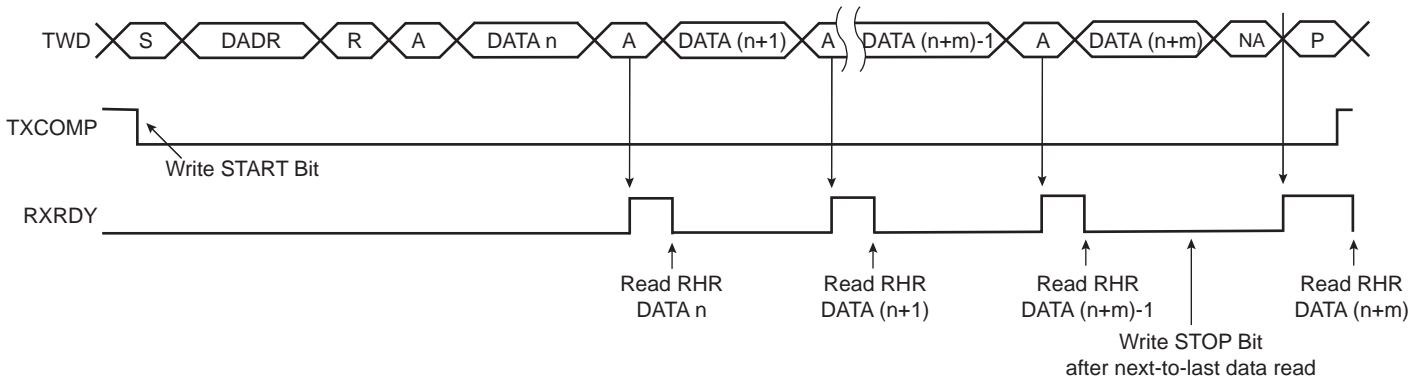 TWD S DADR R A DATA n A DATA (n+1) A DATA (n+m)-1 A DATA (n+m) NA P
TXCOMP
Write START Bit
RXRDY
Read RHR
DATA n
Read RHR
DATA (n+1)
Read RHR
DATA (n+m)-1
Read RHR
DATA (n+m)
Write STOP Bit
after next-to-last data read